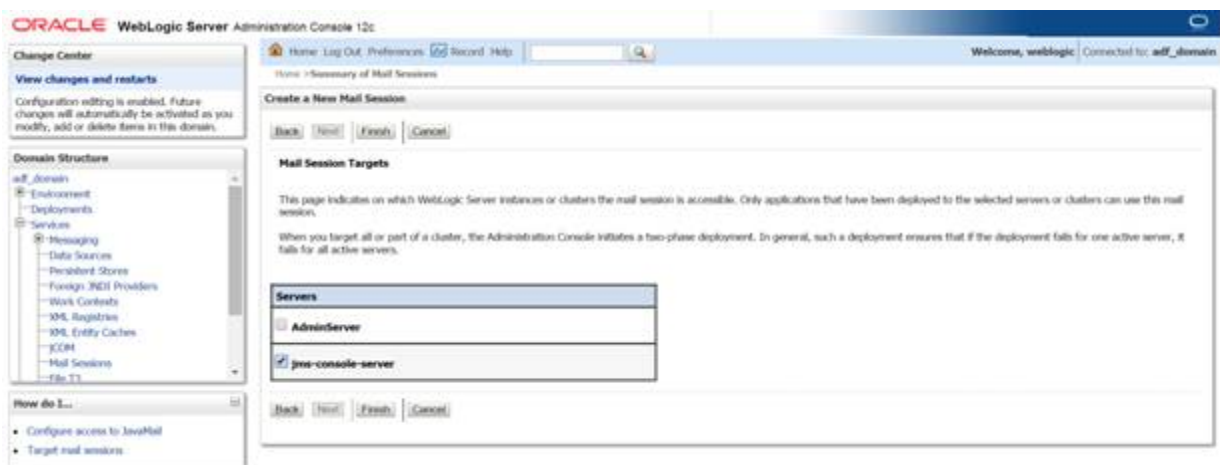 ORACLE WebLogic Server Administration Console 12c
Change Center
View changes and restarts
Configuration editing is enabled. Future
changes will automatically be activated as you
modify, add or delete items in this domain.
Domain Structure
adf_domain
Environment
Deployments
Services
Messaging
Data Sources
Persistent Stores
Foreign JNDI Providers
Work Contexts
XML Registries
XML Entity Caches
jCOM
Mail Sessions
File T3
How do I...
Configure access to JavaMail
Target mail sessions
Home Log Out Preferences Record Help
Welcome, weblogic Connected to: adf_domain
Home >Summary of Mail Sessions
Create a New Mail Session
Back Next Finish Cancel
Mail Session Targets
This page indicates on which WebLogic Server instances or clusters the mail session is accessible. Only applications that have been deployed to the selected servers or clusters can use this mail
session.
When you target all or part of a cluster, the Administration Console initiates a two-phase deployment. In general, such a deployment ensures that if the deployment fails for one active server, it
fails for all active servers.
Servers
AdminServer
jms-console-server
Back Next Finish Cancel